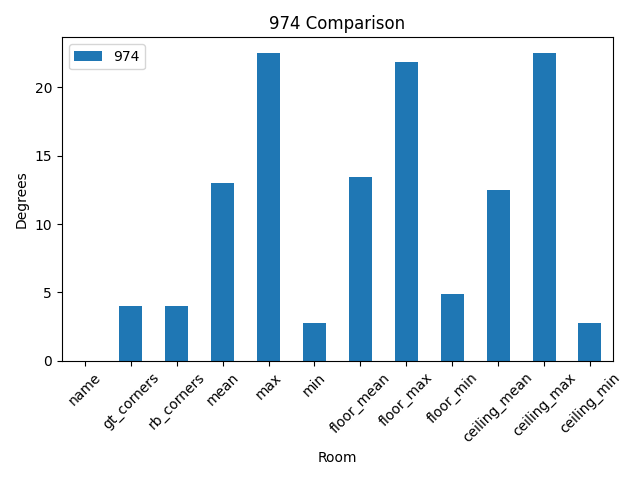 974 Comparison
974
Degrees
20
15
10
5
0
name
gt_corners
rb_corners
mean
max
min
floor_mean
floor_max
floor_min
ceiling_mean
ceiling_max
ceiling_min
Room